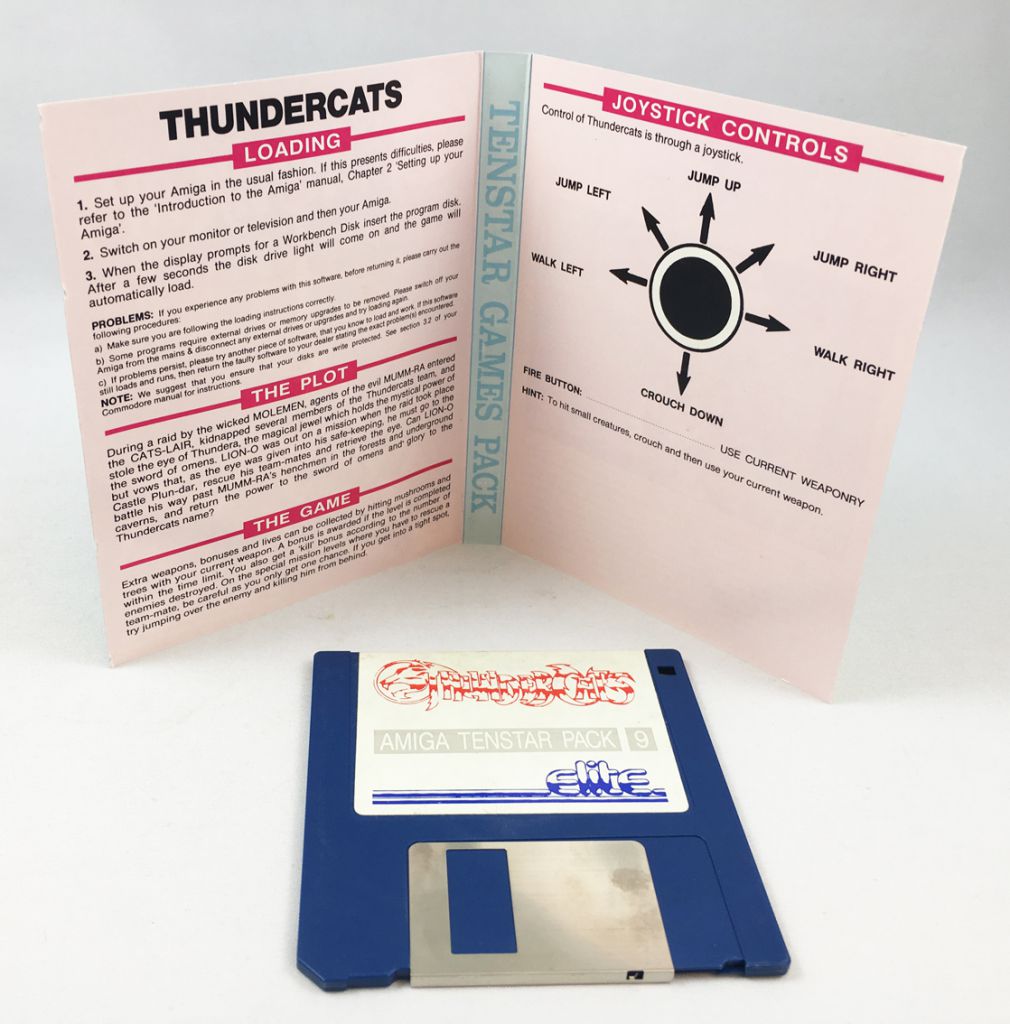 THUNDERCATS
LOADING
1. Set up your Amiga in the usual fashion. If this presents difficulties, please
refer to the 'Introduction to the Amiga' manual, Chapter 2 'Setting up your
Amiga'.
2. Switch on your monitor or television and then your Amiga.
3. When the display prompts for a Workbench Disk insert the program disk.
After a few seconds the disk drive light will come on and the game will
automatically load.
PROBLEMS: If you experience any problems with this software, before returning it, please carry out the
following procedures:
a) Make sure you are following the loading instructions correctly.
b) Some programs require external drives or memory upgrades to be removed. Please switch off your
Amiga from the mains & disconnect any external drives or upgrades and try loading again.
c) If problems persist, please try another piece of software, that you know to load and work. If this software
still loads and runs, then return the faulty software to your dealer stating the exact problem(s) encountered.
NOTE: We suggest that you ensure that your disks are write protected. See section 3.2 of your
Commodore manual for instructions.
THE PLOT
During a raid by the wicked MOLEMEN, agents of the evil MUMM-RA entered
the CATS-LAIR, kidnapped several members of the Thundercats team, and
stole the eye of Thundera, the magical jewel which holds the mystical power of
the sword of omens. LION-O was out on a mission when the raid took place
but vows that, as the eye was given into his safe-keeping, he must go to the
Castle Plun-dar, rescue his team-mates and retrieve the eye. Can LION-O
battle his way past MUMM-RA's henchmen in the forests and underground
caverns, and return the power to the sword of omens and' glory to the
Thundercats name?
THE GAME
Extra weapons, bonuses and lives can be collected by hitting mushrooms and
trees with your current weapon. A bonus is awarded if the level is completed
within the time limit. You also get a 'kill' bonus according to the number of
enemies destroyed. On the special mission levels where you have to rescue a
team-mate, be careful as you only get one chance. If you get into a tight spot,
try jumping over the enemy and killing him from behind.
TENSTAR GAMES PACK
JOYSTICK CONTROLS
Control of Thundercats is through a joystick.
JUMP UP
JUMP LEFT
JUMP RIGHT
WALK LEFT
WALK RIGHT
CROUCH DOWN
FIRE BUTTON: ........................................ USE CURRENT WEAPONRY
HINT: To hit small creatures, crouch and then use your current weapon.
THUNDERCATS
AMIGA TENSTAR PACK 9
elite